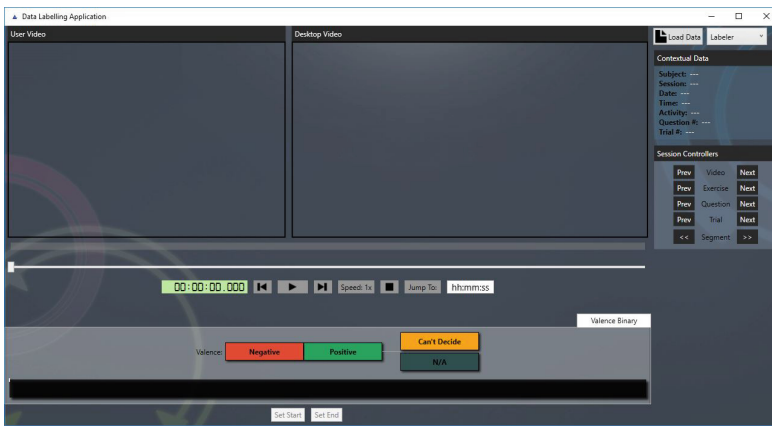 Data Labelling Application
User Video
Desktop Video
Load Data
Labeler
Contextual Data
Subject: ---
Session: ---
Date: ---
Time: ---
Activity: ---
Question #: ---
Trial #: ---
Session Controllers
Prev Video Next
Prev Exercise Next
Prev Question Next
Prev Trial Next
<< Segment >>
00:00:00.000 Speed: 1x Jump To: hh:mm:ss
Valence Binary
Valence: Negative Positive
Can't Decide
N/A
Set Start Set End